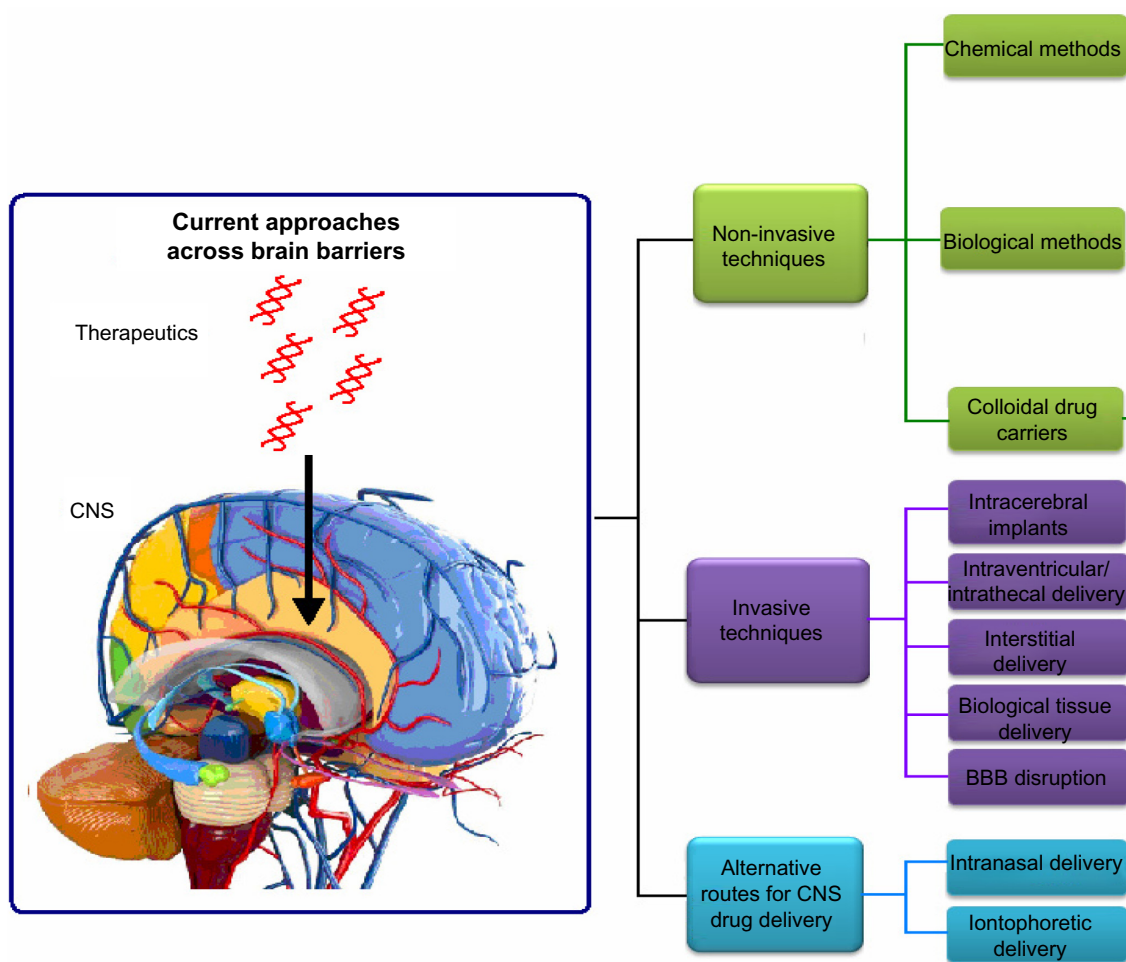 Current approaches
across brain barriers
Therapeutics
CNS
Non-invasive
techniques
Chemical methods
Biological methods
Colloidal drug
carriers
Invasive
techniques
Intracerebral
implants
Intraventricular/
intrathecal delivery
Interstitial
delivery
Biological tissue
delivery
BBB disruption
Alternative
routes for CNS
drug delivery
Intranasal delivery
Iontophoretic
delivery